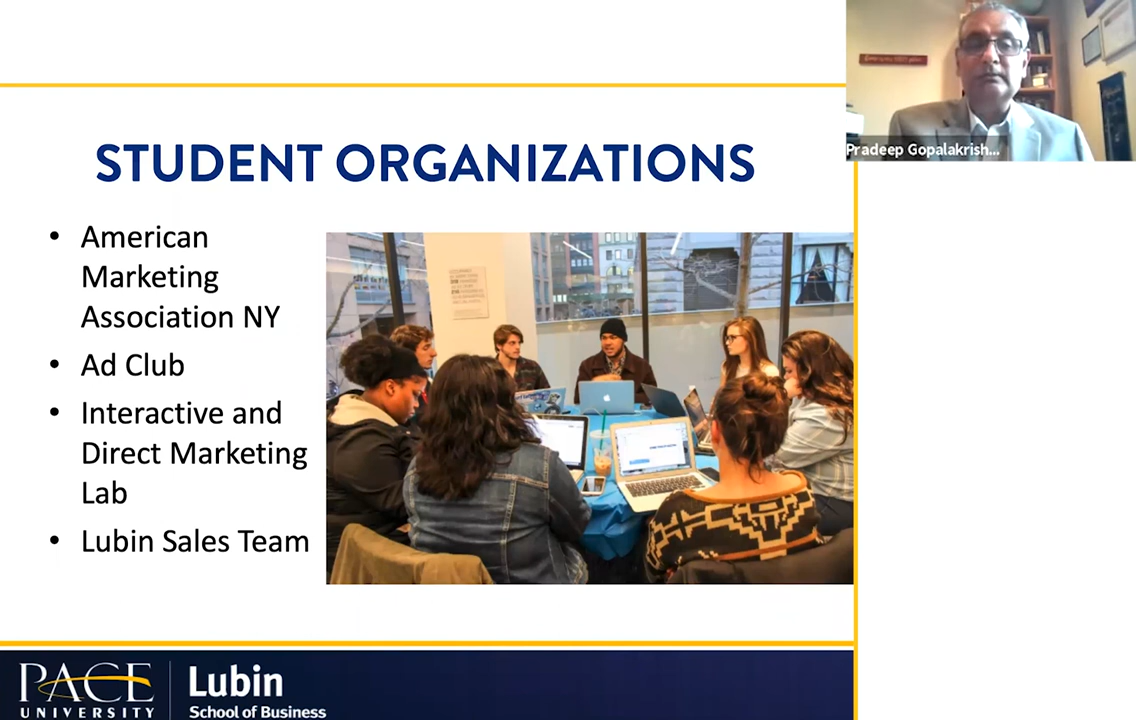 STUDENT ORGANIZATIONS
• American
Marketing
Association NY
• Ad Club
• Interactive and
Direct Marketing
Lab
• Lubin Sales Team
Pradeep Gopalakrish...
PACE
UNIVERSITY
Lubin
School of Business